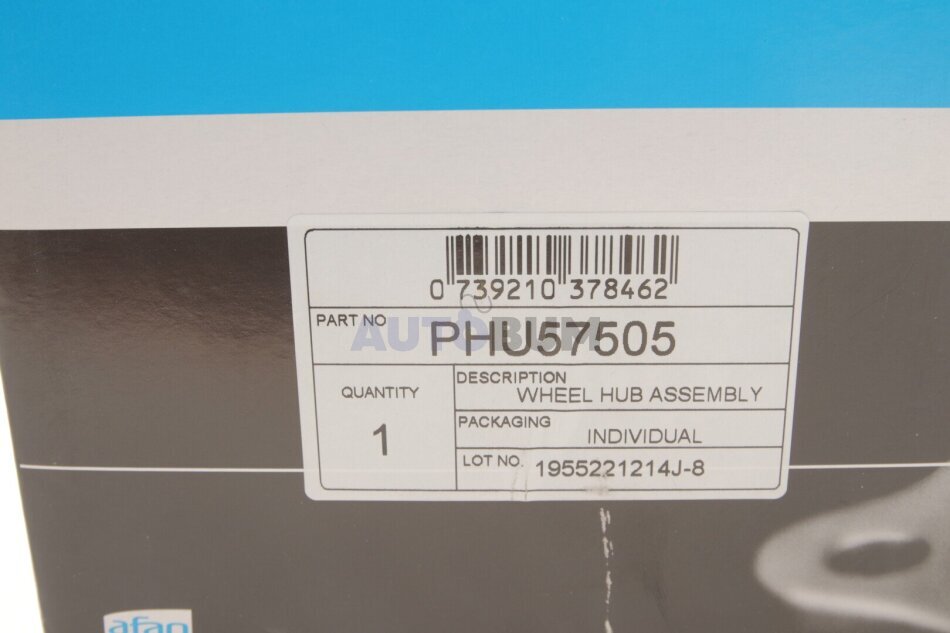 0 739210 378462
PART NO
PHU57505
AUTOBUM
QUANTITY
1
DESCRIPTION
WHEEL HUB ASSEMBLY
PACKAGING
INDIVIDUAL
LOT NO.
1955221214J-8
afaq